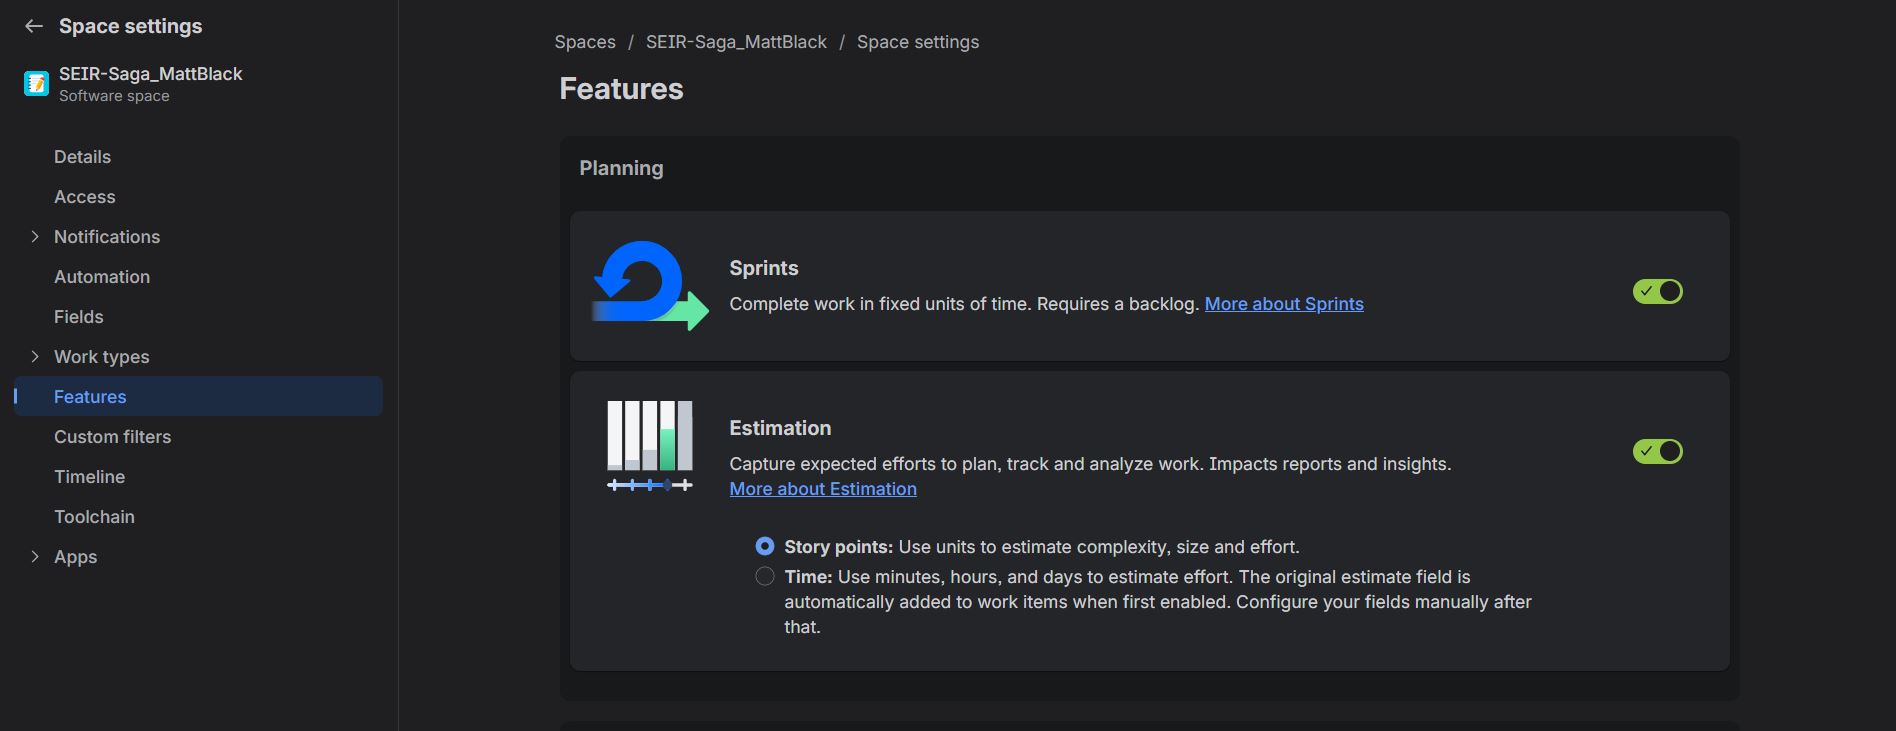 Space settings
SEIR-Saga_MattBlack
Software space
Details
Access
Notifications
Automation
Fields
Work types
Features
Custom filters
Timeline
Toolchain
Apps
Spaces / SEIR-Saga_MattBlack / Space settings
Features
Planning
Sprints
Complete work in fixed units of time. Requires a backlog. More about Sprints
Estimation
Capture expected efforts to plan, track and analyze work. Impacts reports and insights.
More about Estimation
Story points: Use units to estimate complexity, size and effort.
Time: Use minutes, hours, and days to estimate effort. The original estimate field is
automatically added to work items when first enabled. Configure your fields manually after
that.